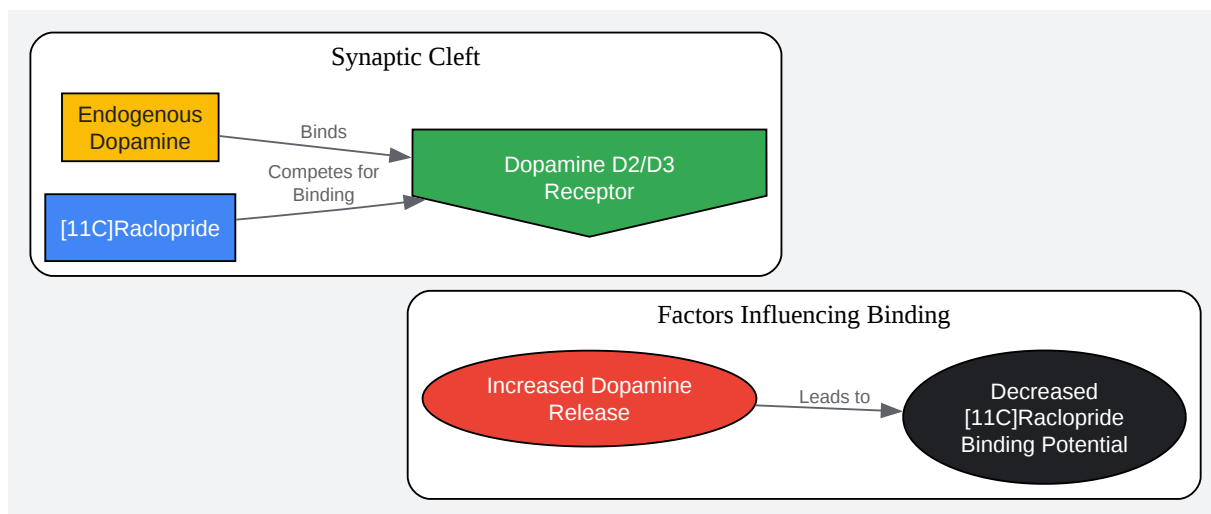 Synaptic Cleft
Endogenous
Dopamine
Binds
Competes for
Binding
[11C]Raclopride
Dopamine D2/D3
Receptor
Factors Influencing Binding
Increased Dopamine
Release
Leads to
Decreased
[11C]Raclopride
Binding Potential